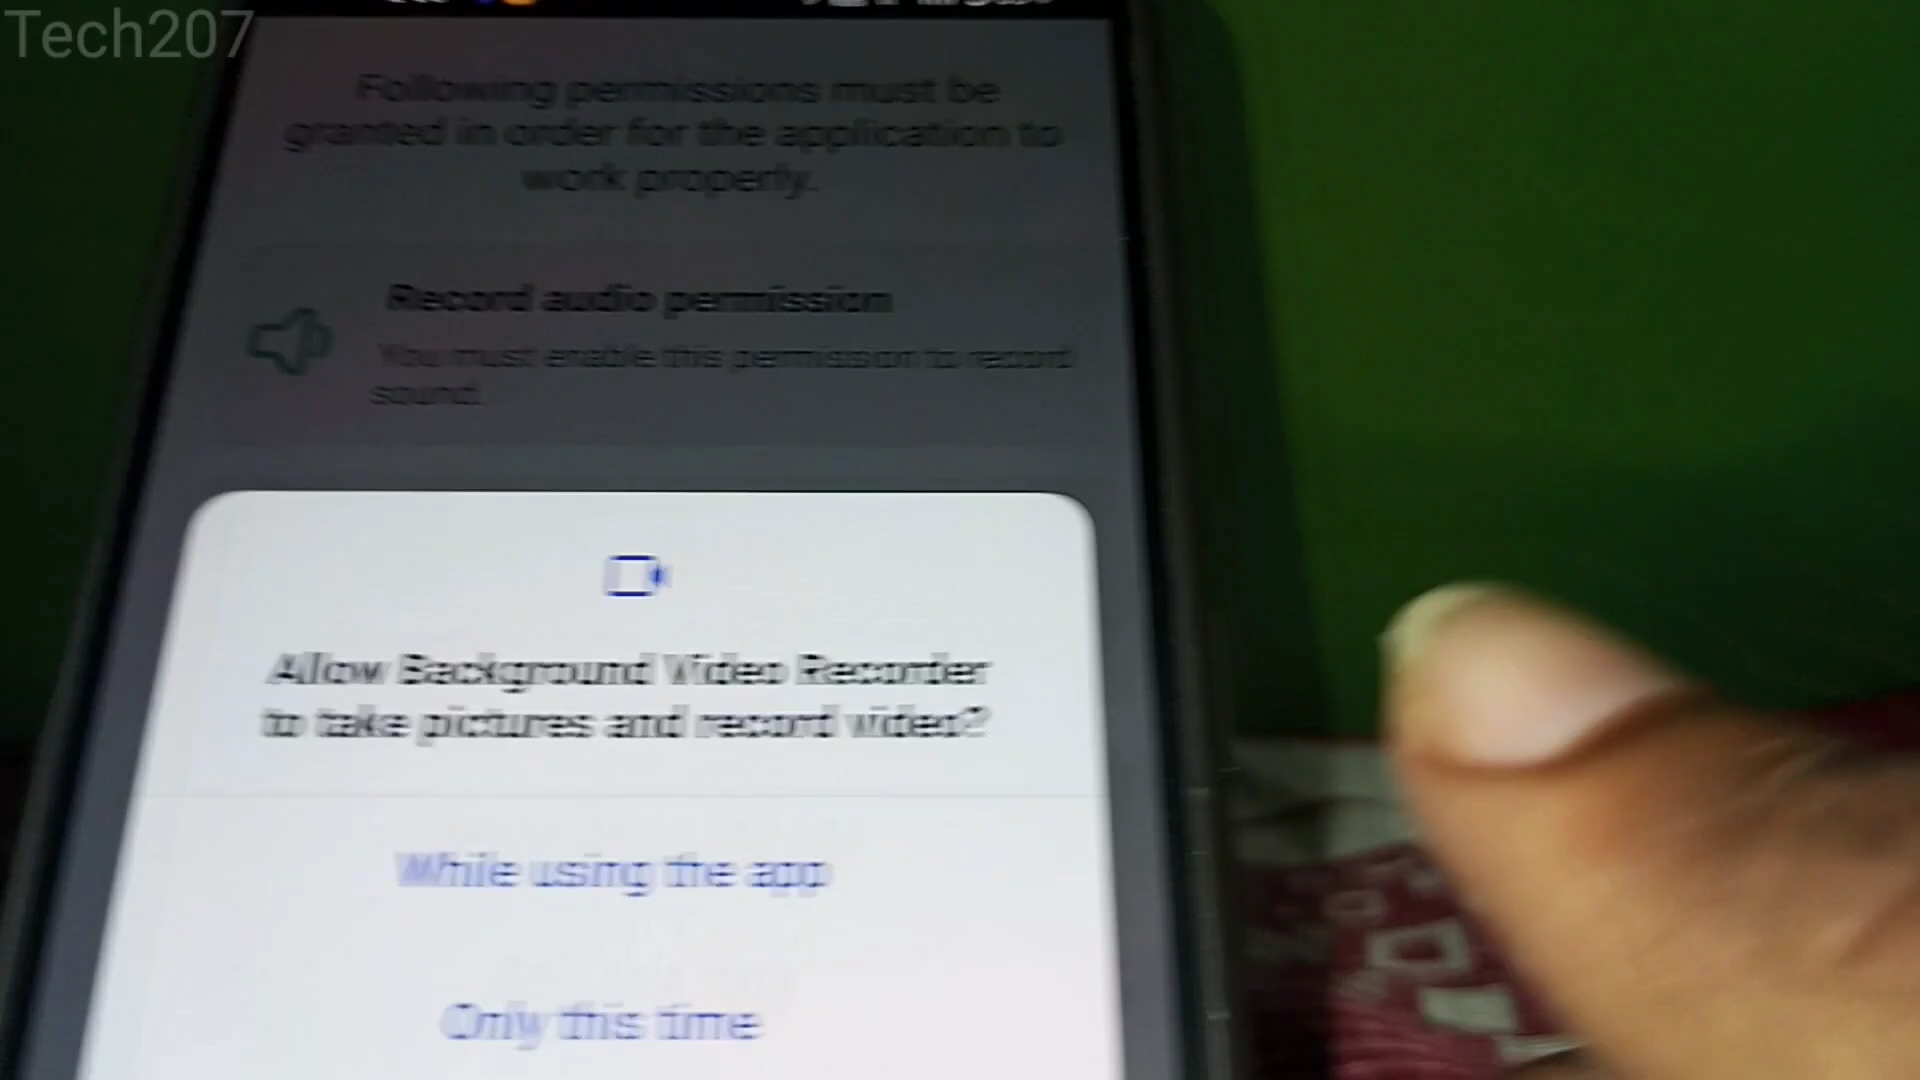 Tech207
Following permissions must be
granted in order for the application to
work properly.
Record audio permission
You must enable this permission to record
sound.
Allow Background Video Recorder
to take pictures and record video?
While using the app
Only this time